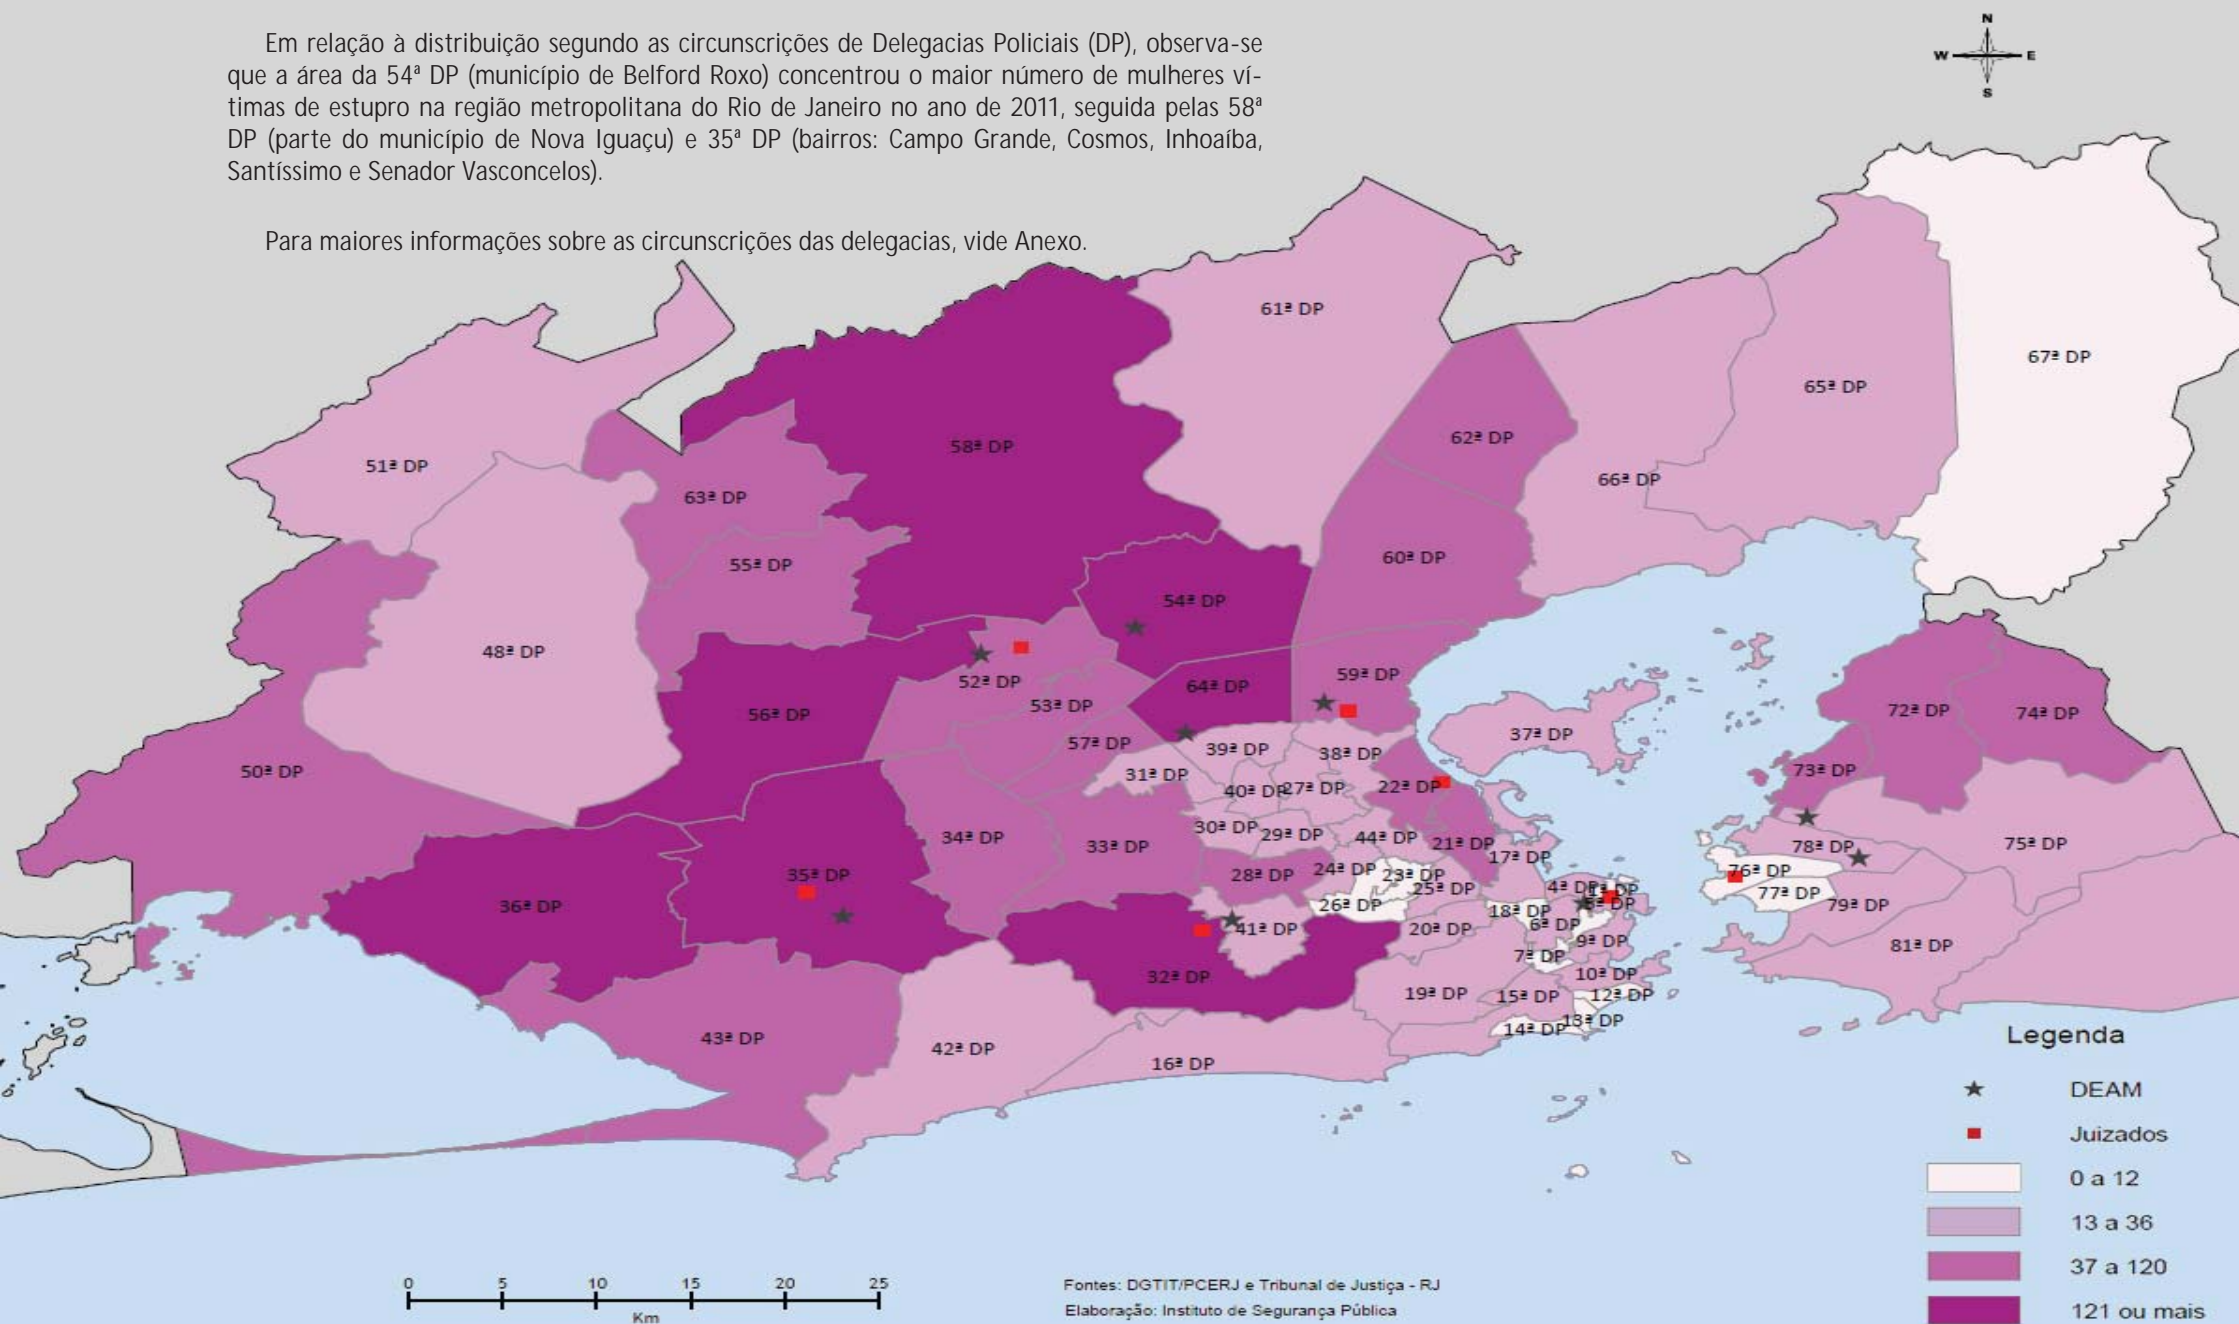 Em relação à distribuição segundo as circunscrições de Delegacias Policiais (DP), observa-se
que a área da 54ª DP (município de Belford Roxo) concentrou o maior número de mulheres ví-
timas de estupro na região metropolitana do Rio de Janeiro no ano de 2011, seguida pelas 58ª
DP (parte do município de Nova Iguaçu) e 35ª DP (bairros: Campo Grande, Cosmos, Inhoaíba,
Santíssimo e Senador Vasconcelos).
Para maiores informações sobre as circunscrições das delegacias, vide Anexo.
N
W E
S
61ª DP
67ª DP
65ª DP
62ª DP
58ª DP
51ª DP
66ª DP
63ª DP
60ª DP
55ª DP
54ª DP
48ª DP
59ª DP
52ª DP
64ª DP
53ª DP
72ª DP
74ª DP
56ª DP
37ª DP
57ª DP
39ª DP
38ª DP
50ª DP
73ª DP
31ª DP
40ª DP
27ª DP
22ª DP
30ª DP
29ª DP
44ª DP
34ª DP
33ª DP
21ª DP
75ª DP
78ª DP
17ª DP
35ª DP
28ª DP
24ª DP
23ª DP
76ª DP
25ª DP
4ª DP
1ª DP
77ª DP
36ª DP
26ª DP
5ª DP
79ª DP
18ª DP
6ª DP
41ª DP
20ª DP
9ª DP
81ª DP
7ª DP
32ª DP
10ª DP
19ª DP
15ª DP
12ª DP
13ª DP
14ª DP
43ª DP
42ª DP
16ª DP
Legenda
DEAM
Juizados
0 a 12
13 a 36
37 a 120
121 ou mais
0 5 10 15 20 25
Km
Fontes: DGTIT/PCERJ e Tribunal de Justiça - RJ
Elaboração: Instituto de Segurança Pública